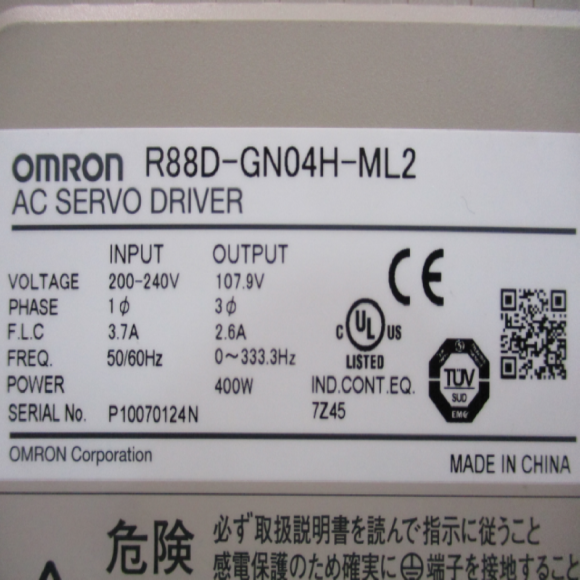 OMRON R88D-GN04H-ML2
AC SERVO DRIVER
INPUT OUTPUT
VOLTAGE 200-240V 107.9V
PHASE 1φ 3φ
F.L.C 3.7A 2.6A
FREQ. 50/60Hz 0～333.3Hz
POWER 400W
SERIAL No. P10070124N
CE
C UL US
LISTED
IND.CONT.EQ.
7Z45
TÜV
SUD
EMC
OMRON Corporation
MADE IN CHINA
危険
必ず取扱説明書を読んで指示に従うこと
感電保護のため確実に端子を接地すること